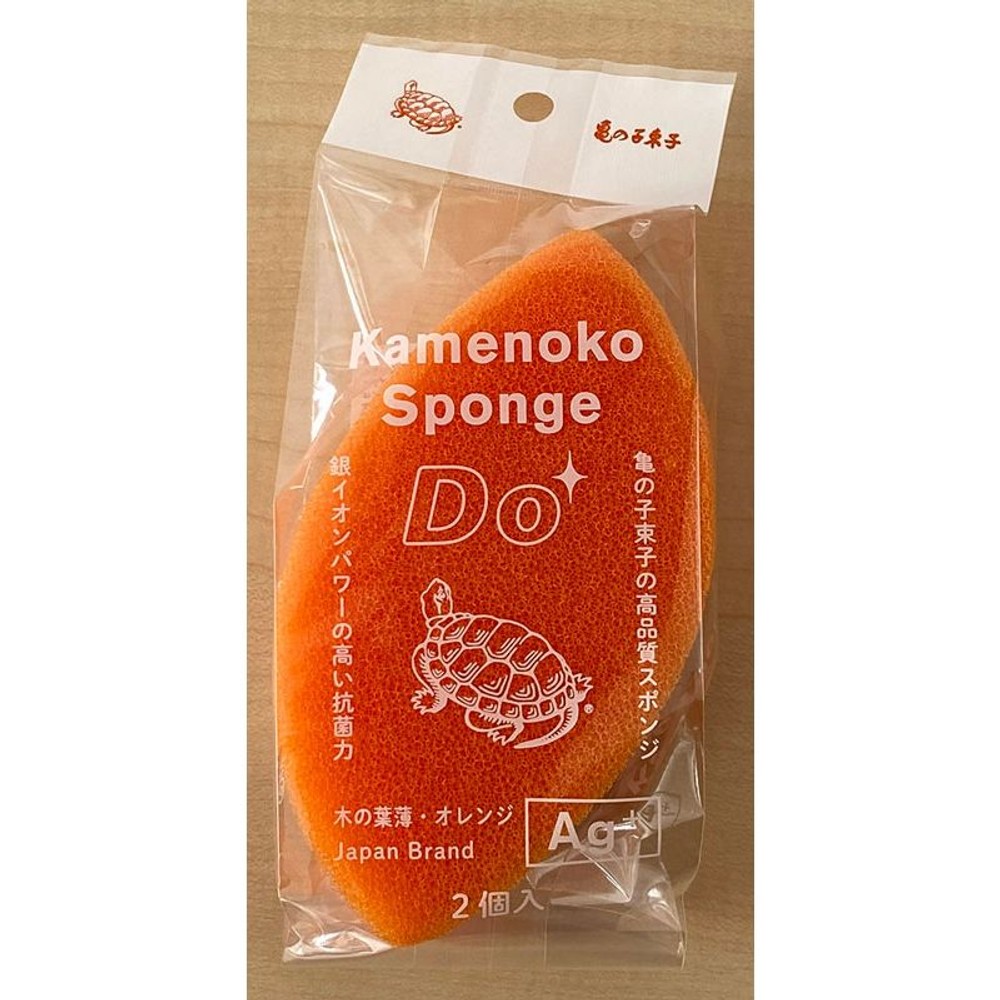 亀の子束子
Kamenoko
Sponge
Do
亀の子束子の高品質スポンジ
銀イオンパワーの高い抗菌力
木の葉薄・オレンジ
Japan Brand
Ag+
2個入